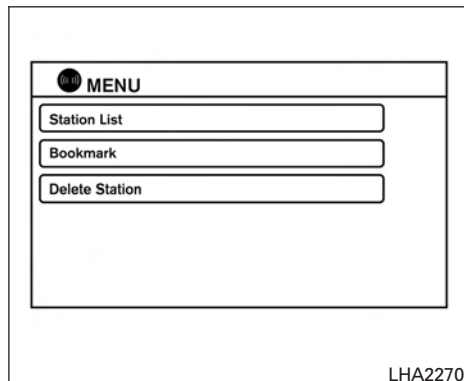 MENU
Station List
Bookmark
Delete Station
LHA2270